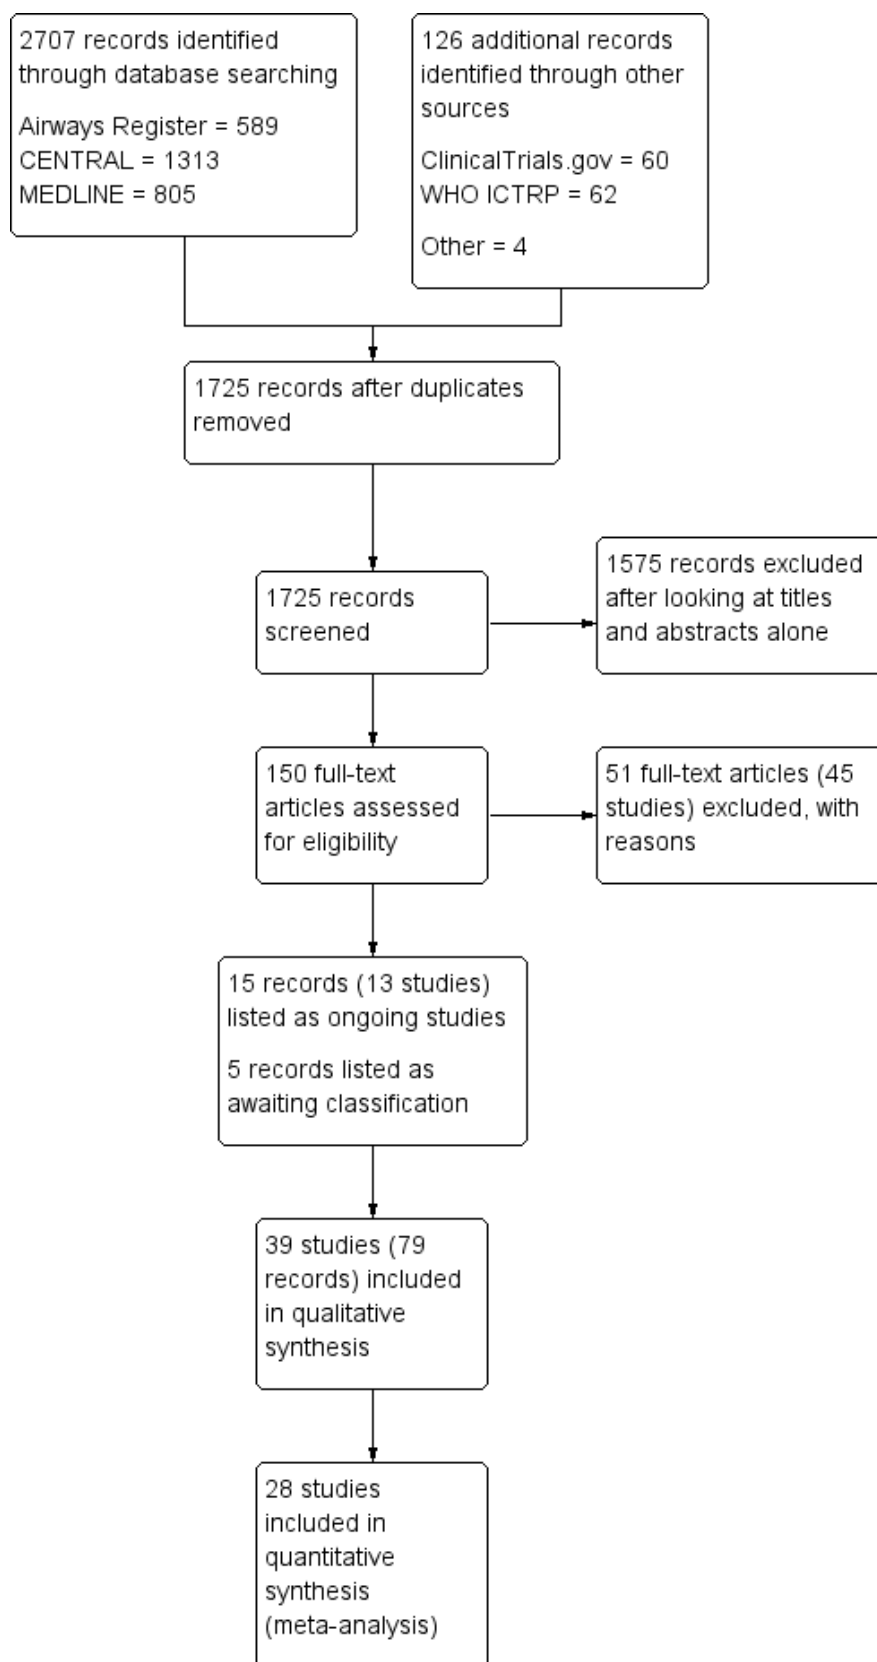 2707 records identified
through database searching
Airways Register = 589
CENTRAL = 1313
MEDLINE = 805
126 additional records
identified through other
sources
ClinicalTrials.gov = 60
WHO ICTRP = 62
Other = 4
1725 records after duplicates
removed
1725 records
screened
1575 records excluded
after looking at titles
and abstracts alone
150 full-text
articles assessed
for eligibility
51 full-text articles (45
studies) excluded, with
reasons
15 records (13 studies)
listed as ongoing studies
5 records listed as
awaiting classification
39 studies (79
records) included
in qualitative
synthesis
28 studies
included in
quantitative
synthesis
(meta-analysis)